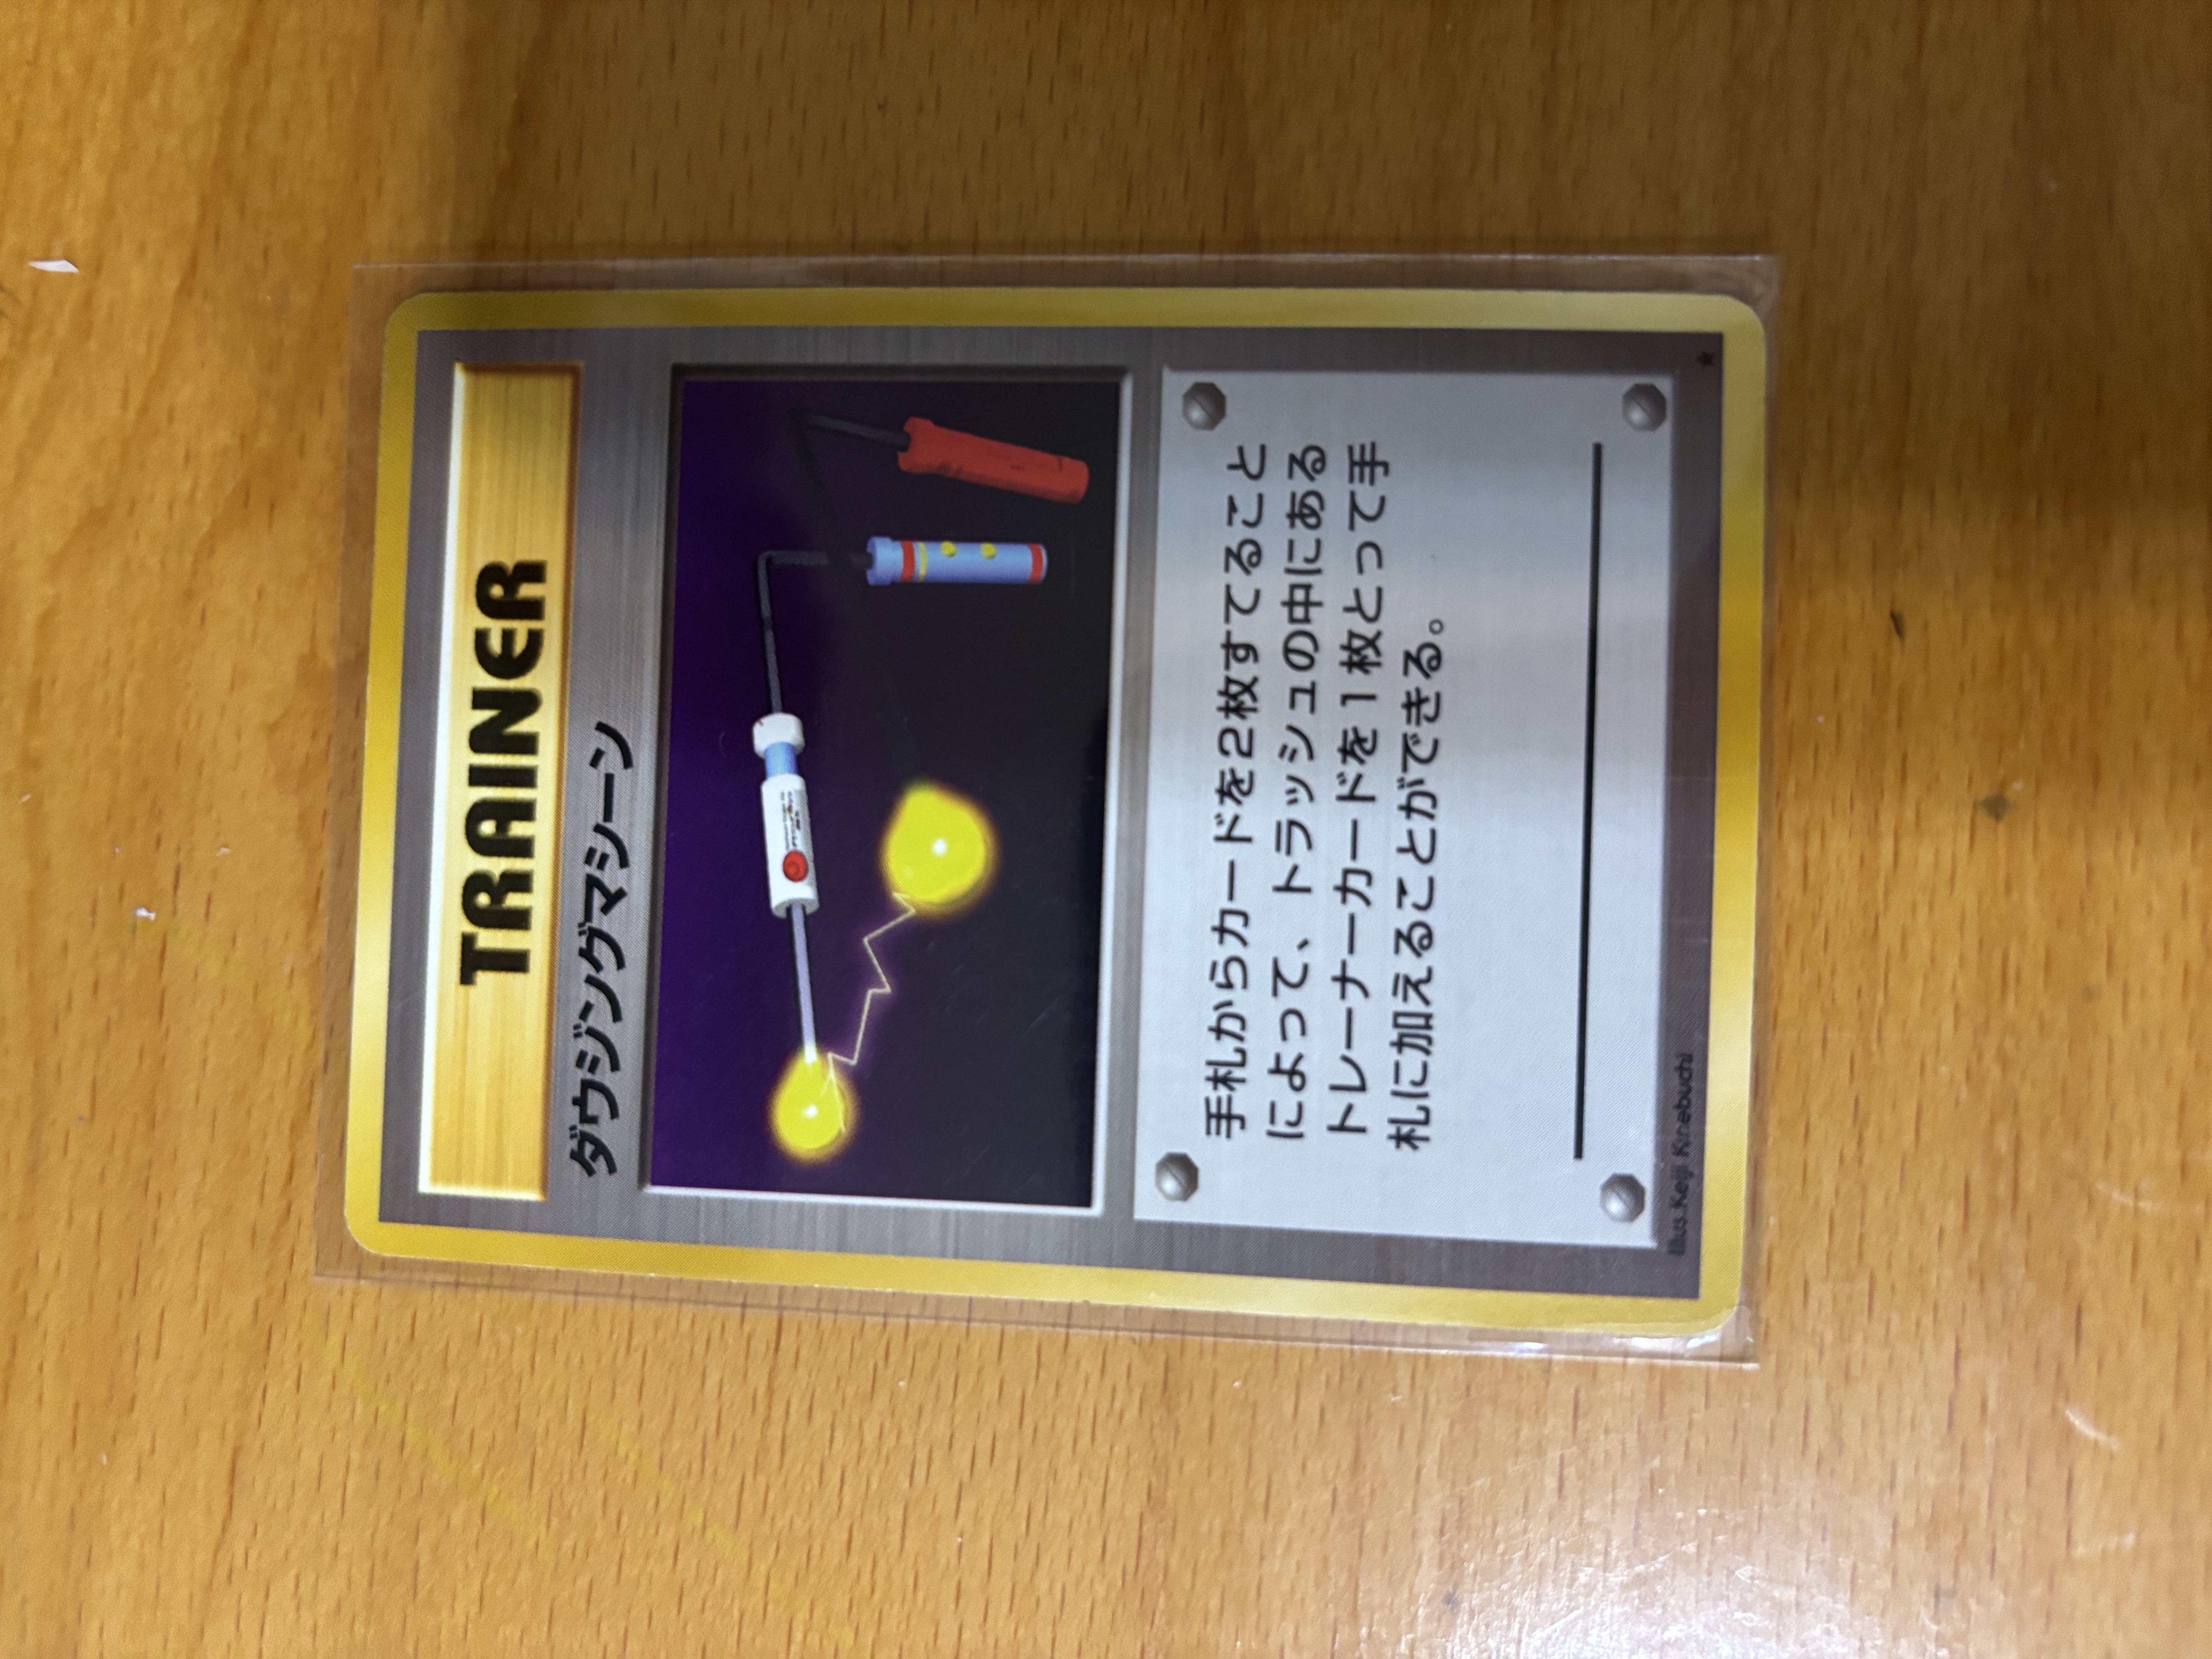 TRAINER
ダウジングマシーン
手札からカードを2枚すてること
によって、トラッシュの中にある
トレーナーカードを1枚とって手
札に加えることができる。
Illus. Keiji Kinebuchi